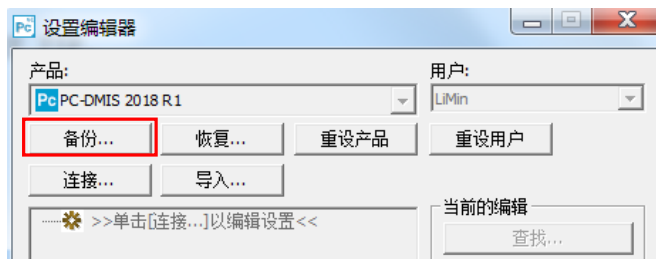 设置编辑器
产品: 用户:
PC-DMIS 2018 R1 LiMin
备份... 恢复... 重设产品 重设用户
连接... 导入...
>>单击[连接...]以编辑设置<<
当前的编辑
查找...